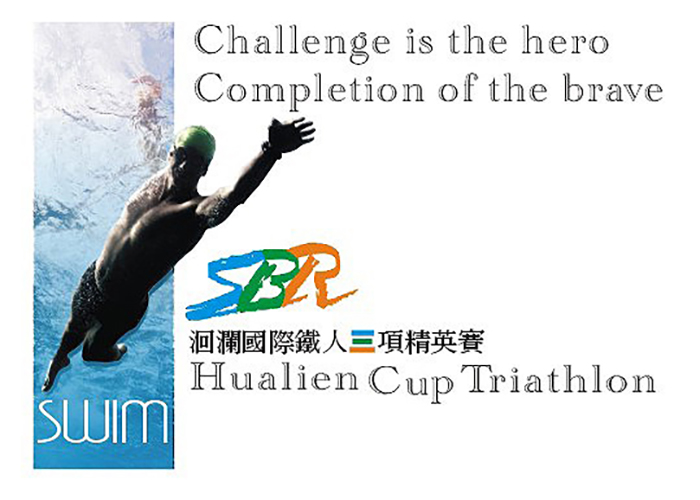 Challenge is the hero
Completion of the brave
SBR
洄瀾國際鐵人三項精英賽
Hualien Cup Triathlon
SWIM